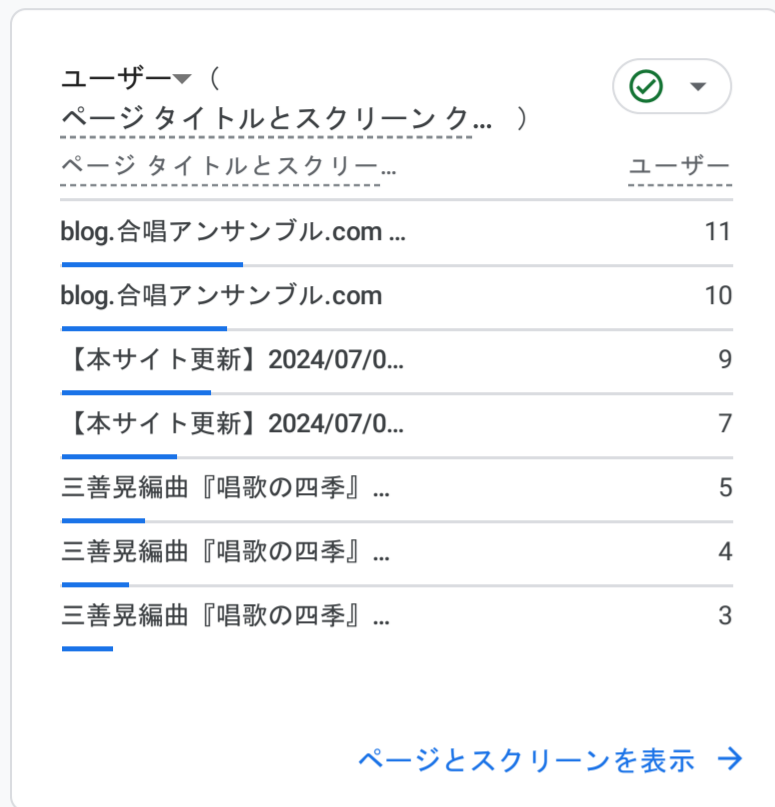 ユーザー（
ページ タイトルとスクリーン ク... ）
ページ タイトルとスクリー... ユーザー
blog.合唱アンサンブル.com ... 11
blog.合唱アンサンブル.com 10
【本サイト更新】2024/07/0... 9
【本サイト更新】2024/07/0... 7
三善晃編曲『唱歌の四季』... 5
三善晃編曲『唱歌の四季』... 4
三善晃編曲『唱歌の四季』... 3
ページとスクリーンを表示 →